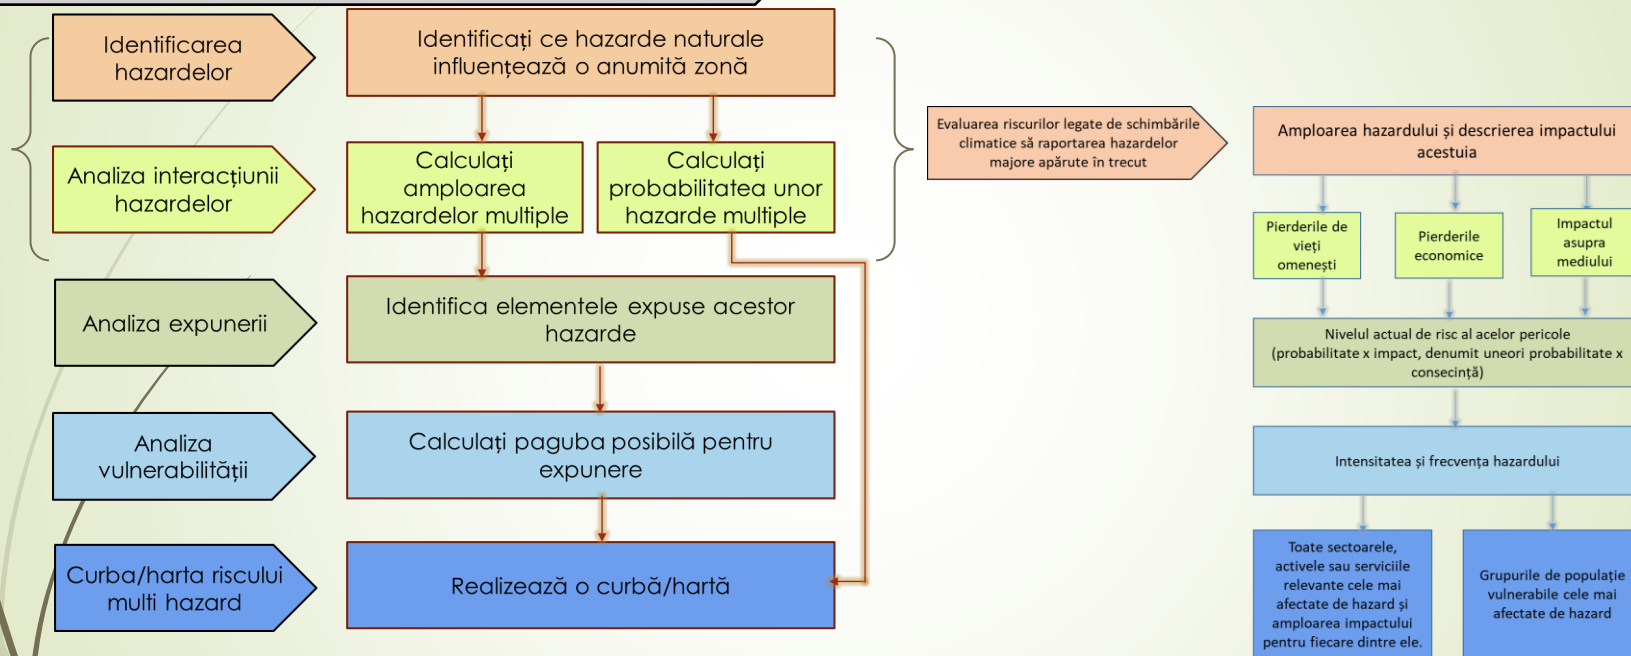 Identificarea
hazardelor
Identificați ce hazarde naturale
influențează o anumită zonă
Analiza interacțiunii
hazardelor
Calculați
amploarea
hazardelor multiple
Calculați
probabilitatea unor
hazarde multiple
Analiza expunerii
Identifica elementele expuse acestor
hazarde
Analiza
vulnerabilității
Calculați paguba posibilă pentru
expunere
Curba/harta riscului
multi hazard
Realizează o curbă/hartă
Evaluarea riscurilor legate de schimbările
climatice să raportarea hazardelor
majore apărute în trecut
Amploarea hazardului și descrierea impactului
acestuia
Pierderile de
vieți
omenești
Pierderile
economice
Impactul
asupra
mediului
Nivelul actual de risc al acelor pericole
(probabilitate x impact, denumit uneori probabilitate x
consecință)
Intensitatea și frecvența hazardului
Toate sectoarele,
activele sau serviciile
relevante cele mai
afectate de hazard și
amploarea impactului
pentru fiecare dintre ele.
Grupurile de populație
vulnerabile cele mai
afectate de hazard